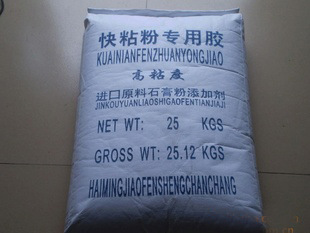 快粘粉专用胶
KUAINIANFENZHUANYONGJIAO
高粘度
进口原料石膏粉添加剂
JINKOUYUANLIAOSHIGAOFENTIANJIAJI
NET WT: 25 KGS
GROSS WT: 25.12 KGS
HAIMINGJIAOFENSHENGCHANCHANG